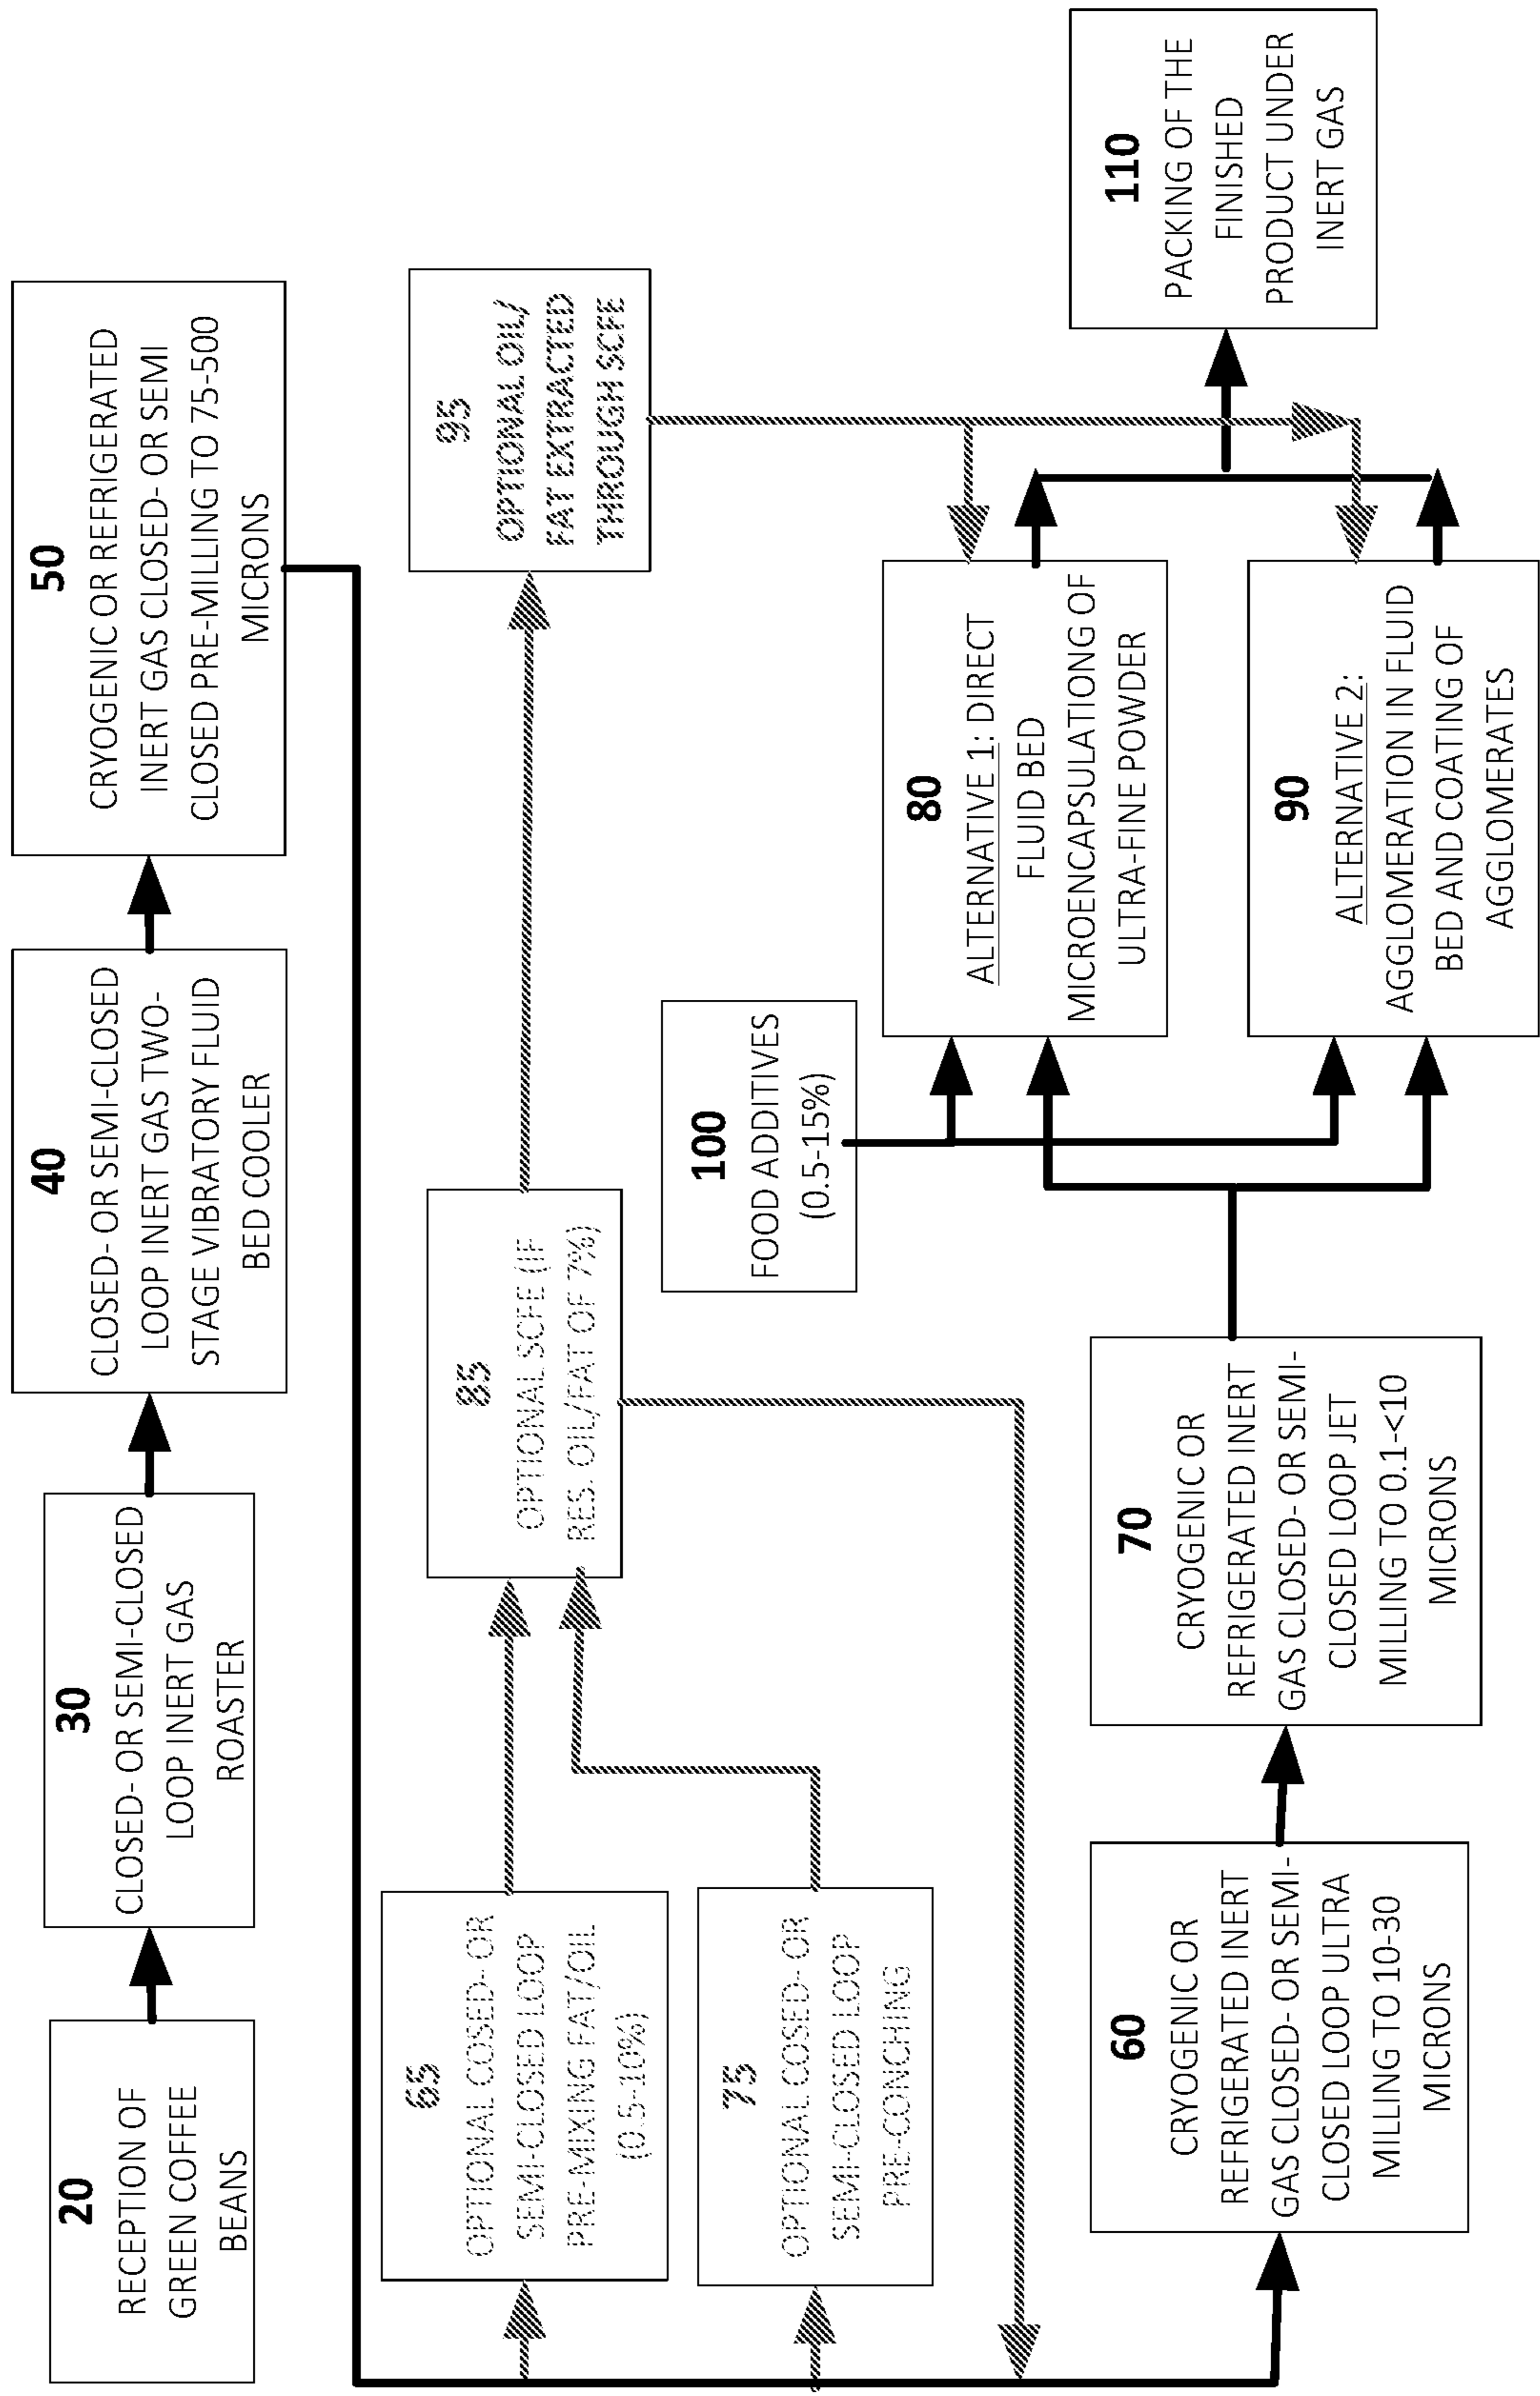 20
RECEPTION OF
GREEN COFFEE
BEANS
30
CLOSED- OR SEMI-CLOSED
LOOP INERT GAS
ROASTER
40
CLOSED- OR SEMI-CLOSED
LOOP INERT GAS TWO-
STAGE VIBRATORY FLUID
BED COOLER
50
CRYOGENIC OR REFRIGERATED
INERT GAS CLOSED- OR SEMI
CLOSED PRE-MILLING TO 75-500
MICRONS
65
OPTIONAL COSED- OR
SEMI-CLOSED LOOP
PRE-MIXING FAT/OIL
(0.5-10%)
75
OPTIONAL COSED- OR
SEMI-CLOSED LOOP
PRE-CONCHING
85
OPTIONAL SCFE (IF
RES. OIL/FAT OF 7%)
95
OPTIONAL OIL/
FAT EXTRACTED
THROUGH SCFE
100
FOOD ADDITIVES
(0.5-15%)
60
CRYOGENIC OR
REFRIGERATED INERT
GAS CLOSED- OR SEMI-
CLOSED LOOP ULTRA
MILLING TO 10-30
MICRONS
70
CRYOGENIC OR
REFRIGERATED INERT
GAS CLOSED- OR SEMI-
CLOSED LOOP JET
MILLING TO 0.1-<10
MICRONS
80
ALTERNATIVE 1: DIRECT
FLUID BED
MICROENCAPSULATIONG OF
ULTRA-FINE POWDER
90
ALTERNATIVE 2:
AGGLOMERATION IN FLUID
BED AND COATING OF
AGGLOMERATES
110
PACKING OF THE
FINISHED
PRODUCT UNDER
INERT GAS